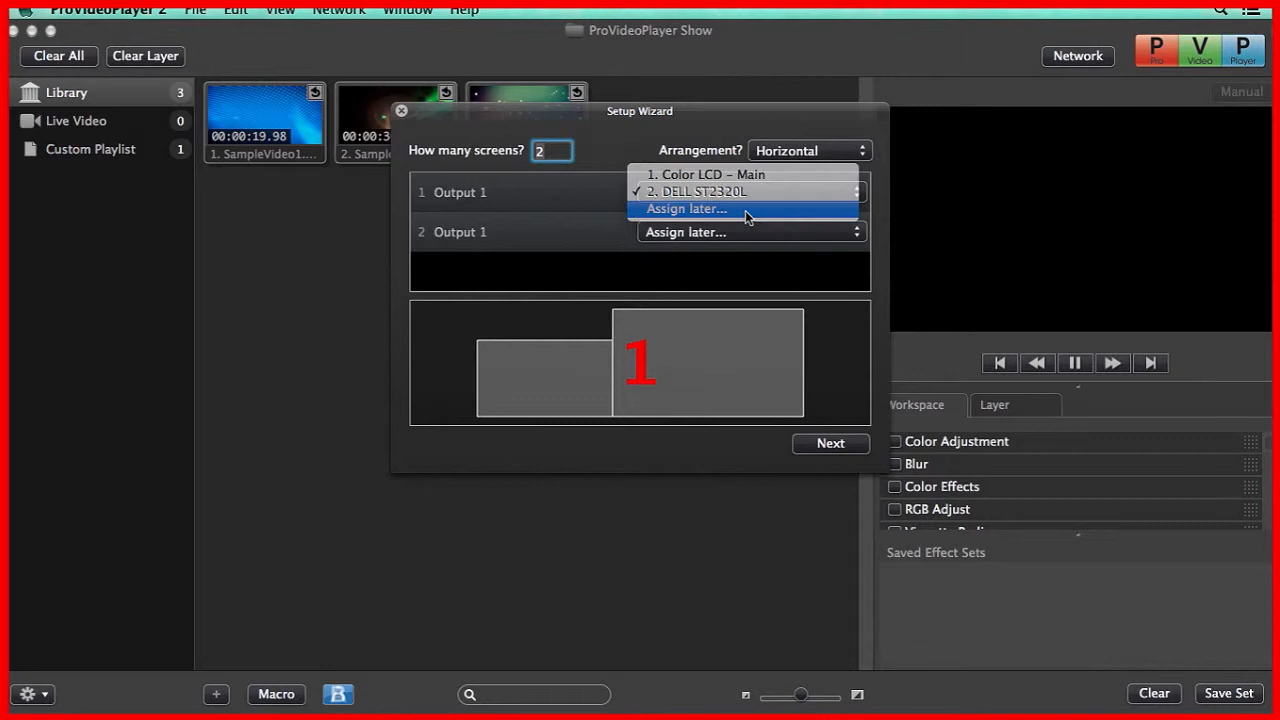 ProVideoPlayer 2 File Edit View Network Window Help
ProVideoPlayer Show
Clear All Clear Layer Network P Pro V Video P Player
Library 3
Live Video 0
Custom Playlist 1
00:00:19.98
1. SampleVideo1....
00:00:3
2. Samp
Setup Wizard
How many screens? 2 Arrangement? Horizontal
1. Color LCD – Main
1 Output 1 ✓ 2. DELL ST2320L
Assign later...
2 Output 1 Assign later...
1
Next
Manual
Workspace Layer
Color Adjustment
Blur
Color Effects
RGB Adjust
Saved Effect Sets
+ Macro Clear Save Set